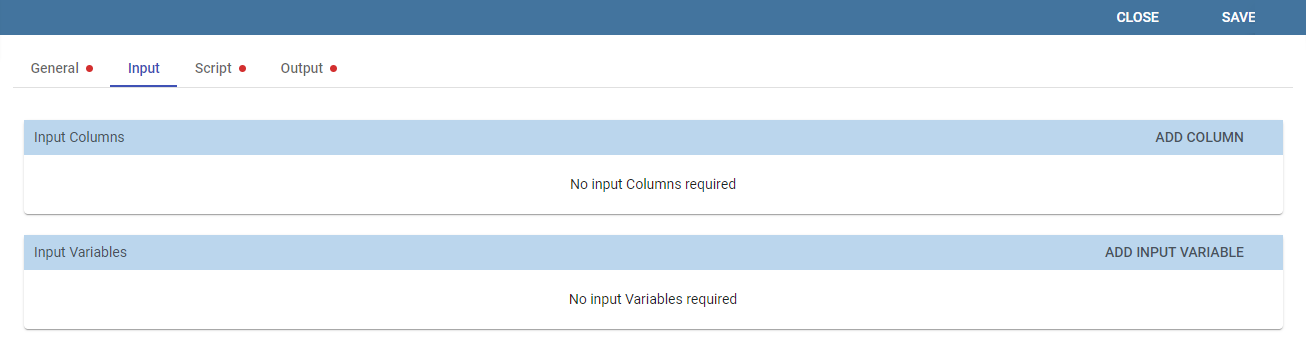 CLOSE SAVE
General Input Script Output
Input Columns ADD COLUMN
No input Columns required
Input Variables ADD INPUT VARIABLE
No input Variables required